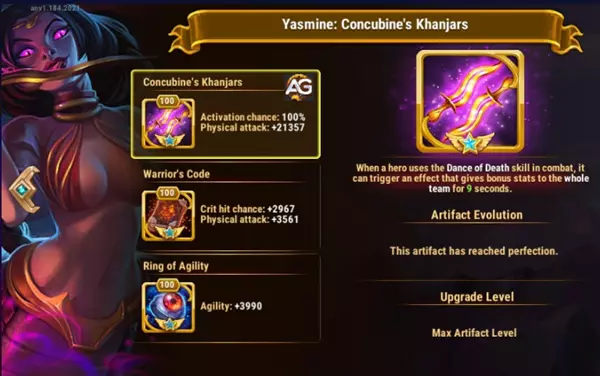 anv1.184.2021
Yasmine: Concubine's Khanjars
Concubine's Khanjars
AG
100
Activation chance: 100%
Physical attack: +21357
Warrior's Code
100
Crit hit chance: +2967
Physical attack: +3561
Ring of Agility
100
Agility: +3990
When a hero uses the Dance of Death skill in combat, it
can trigger an effect that gives bonus stats to the whole
team for 9 seconds.
Artifact Evolution
This artifact has reached perfection.
Upgrade Level
Max Artifact Level